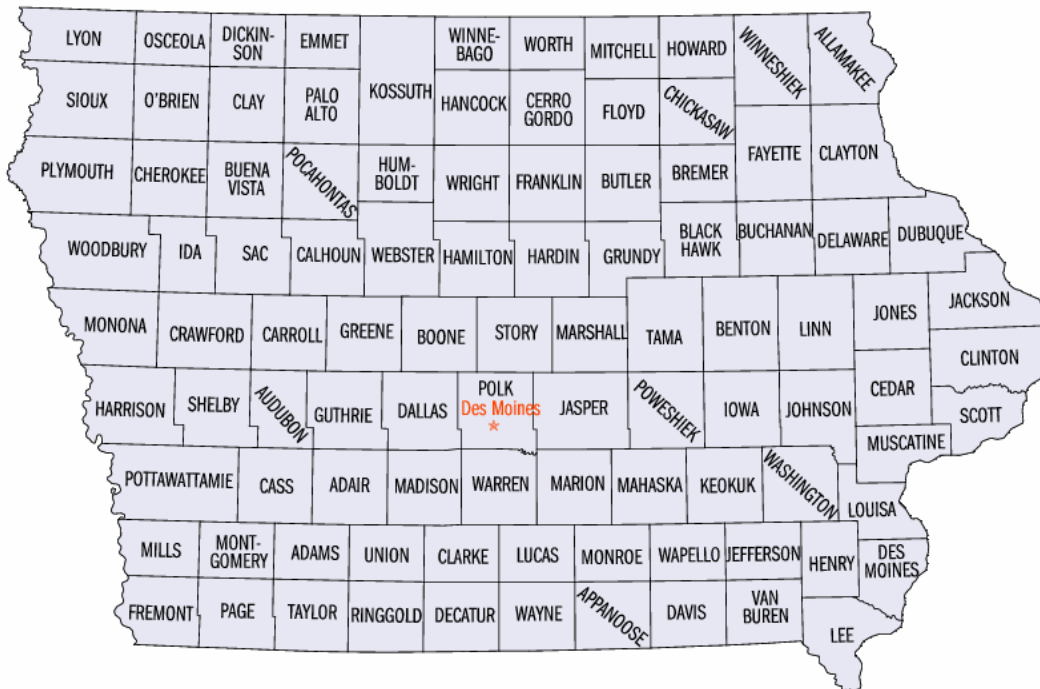 LYON
OSCEOLA
DICKIN-
SON
EMMET
WINNE-
BAGO
WORTH
MITCHELL
HOWARD
WINNESHIEK
ALLAMAKEE
SIOUX
O'BRIEN
CLAY
PALO
ALTO
KOSSUTH
HANCOCK
CERRO
GORDO
FLOYD
CHICKASAW
PLYMOUTH
CHEROKEE
BUENA
VISTA
POCAHONTAS
HUM-
BOLDT
WRIGHT
FRANKLIN
BUTLER
BREMER
FAYETTE
CLAYTON
WOODBURY
IDA
SAC
CALHOUN
WEBSTER
HAMILTON
HARDIN
GRUNDY
BLACK
HAWK
BUCHANAN
DELAWARE
DUBUQUE
MONONA
CRAWFORD
CARROLL
GREENE
BOONE
STORY
MARSHALL
TAMA
BENTON
LINN
JONES
JACKSON
CLINTON
HARRISON
SHELBY
AUDUBON
GUTHRIE
DALLAS
POLK
Des Moines
*
JASPER
POWESHIEK
IOWA
JOHNSON
CEDAR
SCOTT
MUSCATINE
POTTAWATTAMIE
CASS
ADAIR
MADISON
WARREN
MARION
MAHASKA
KEOKUK
WASHINGTON
LOUISA
MILLS
MONT-
GOMERY
ADAMS
UNION
CLARKE
LUCAS
MONROE
WAPELLO
JEFFERSON
HENRY
DES
MOINES
FREMONT
PAGE
TAYLOR
RINGGOLD
DECATUR
WAYNE
APPANOOSE
DAVIS
VAN
BUREN
LEE